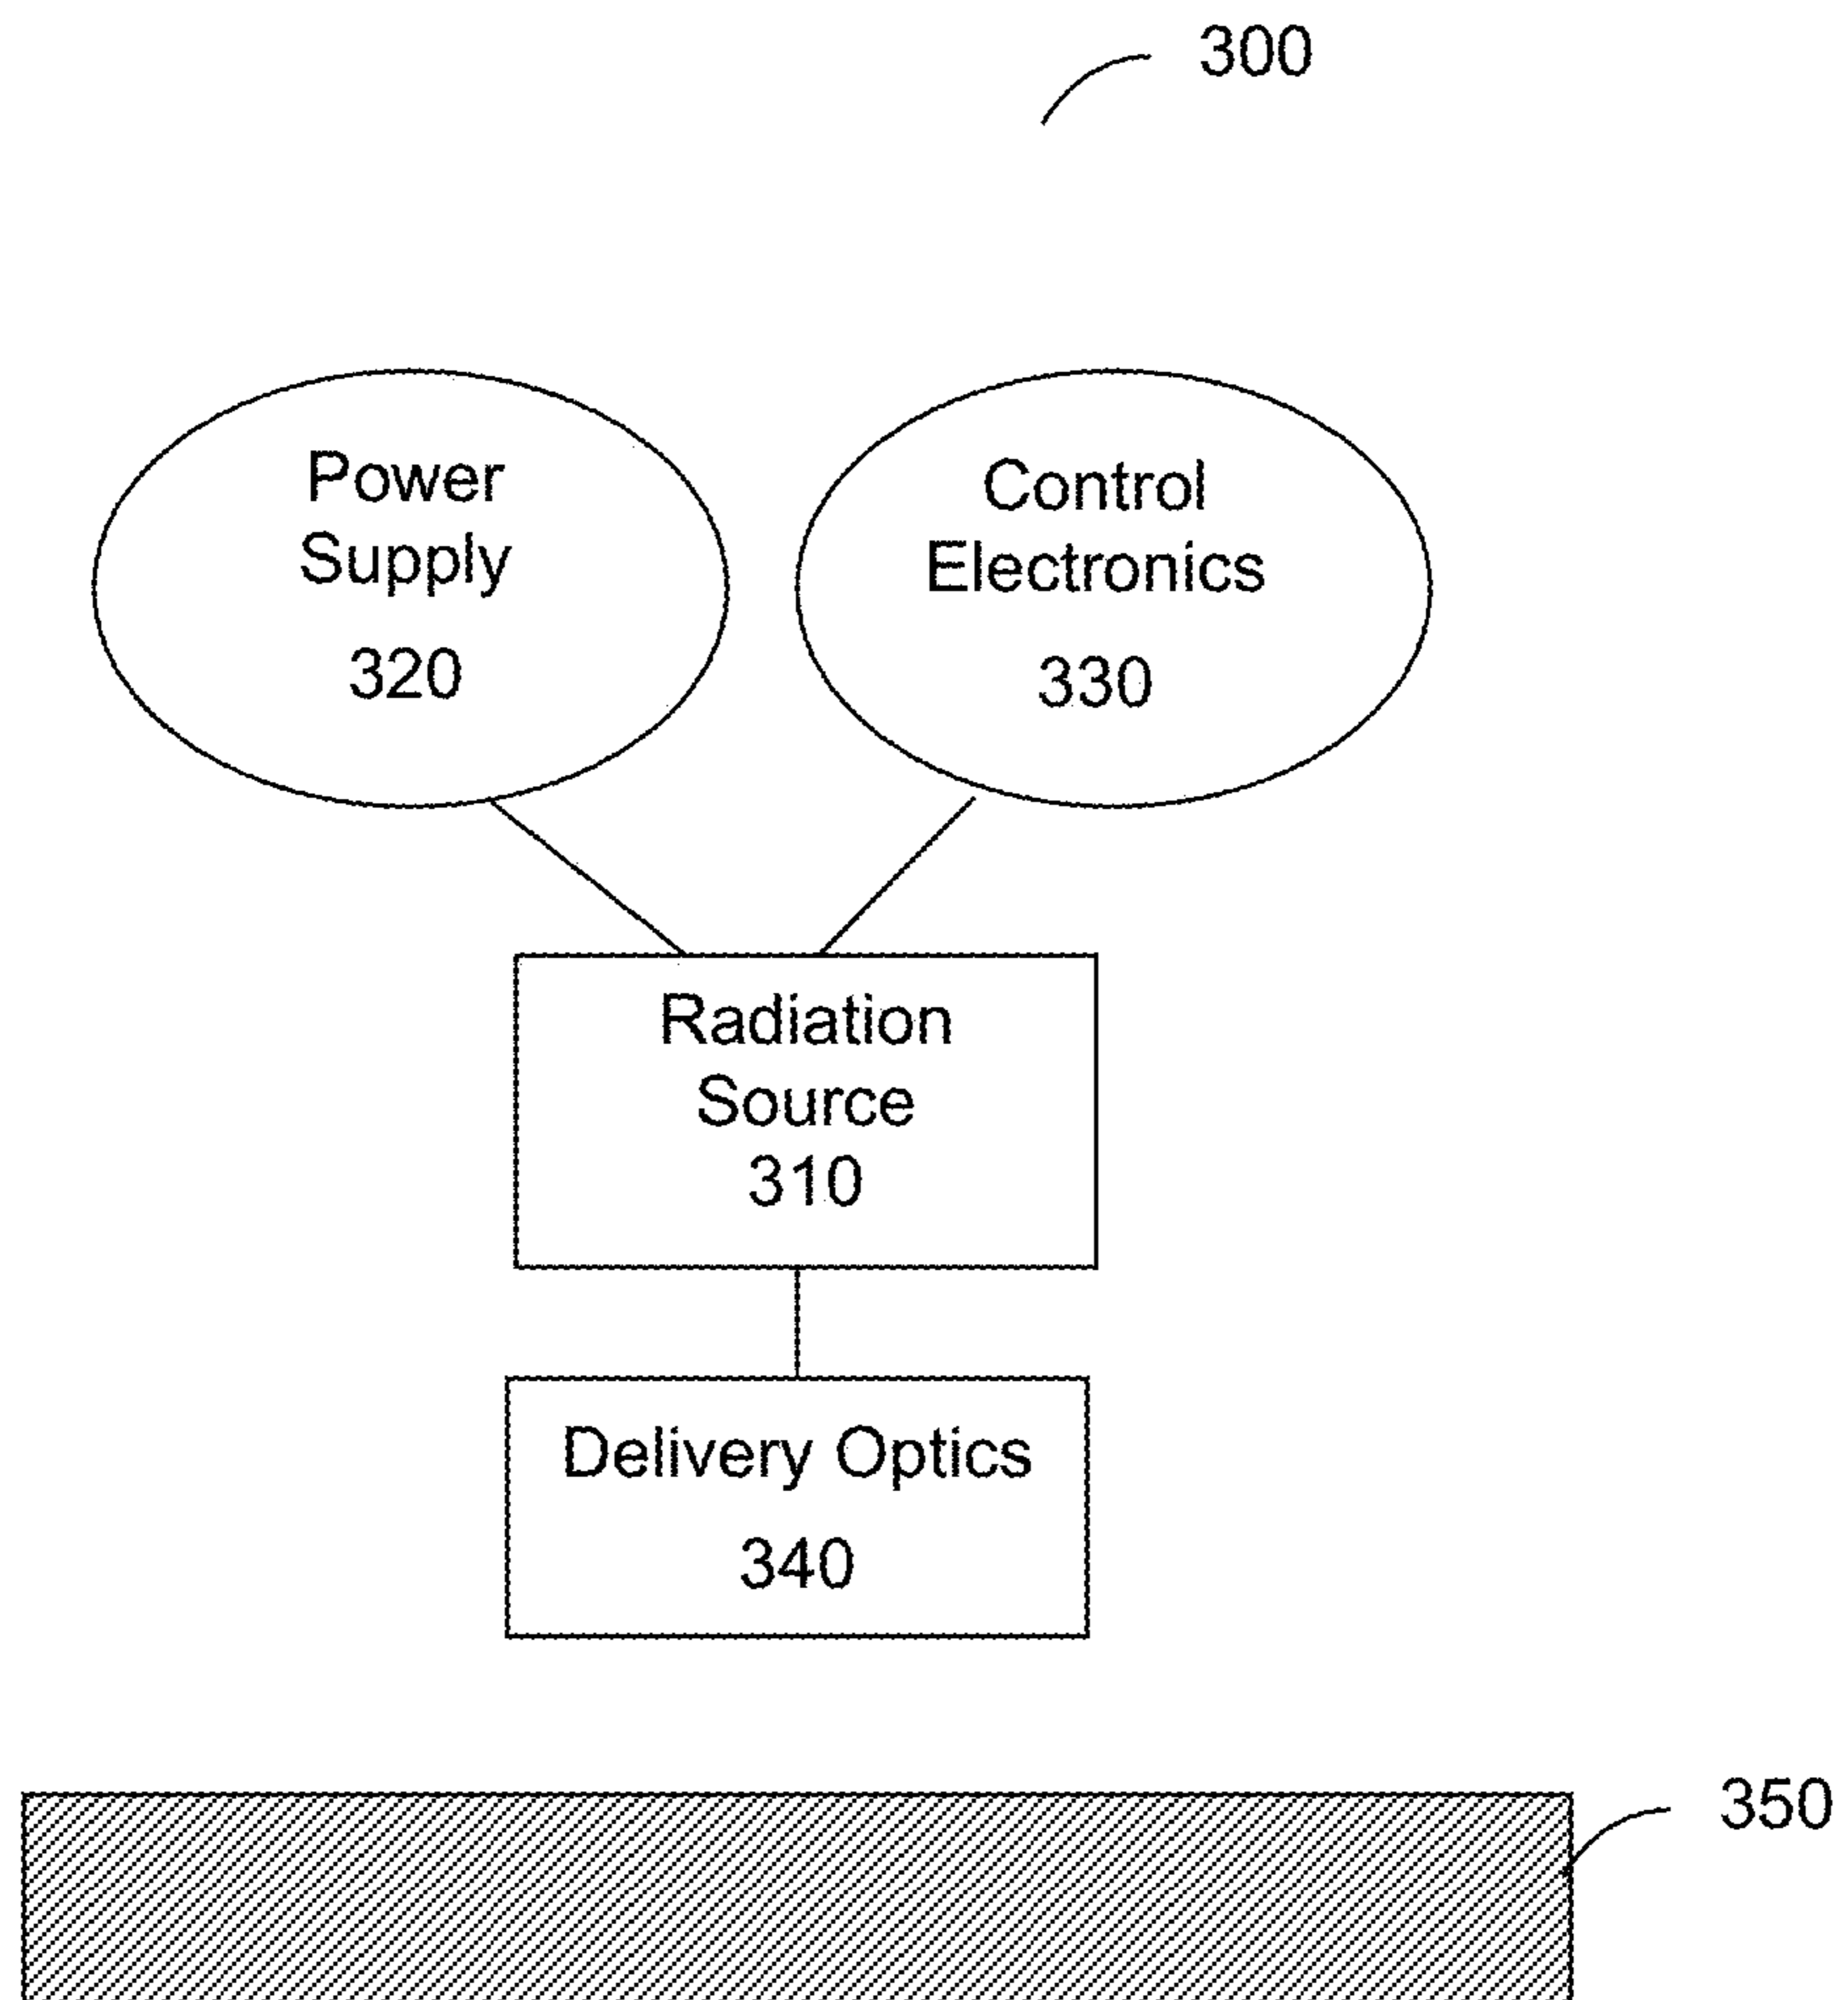 300
Power
Supply
320
Control
Electronics
330
Radiation
Source
310
Delivery Optics
340
350